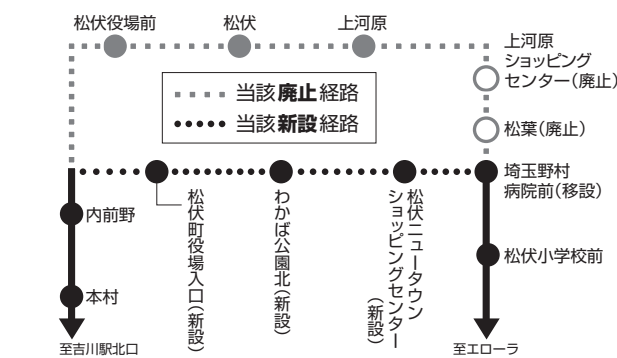 松伏役場前
松伏
上河原
上河原
ショッピング
センター(廃止)
当該廃止経路
当該新設経路
松葉(廃止)
埼玉野村
病院前(移設)
内前野
松伏町役場入口(新設)
わかば公園北(新設)
松伏ニュータウン
ショッピングセンター
(新設)
松伏小学校前
本村
至吉川駅北口
至エローラ